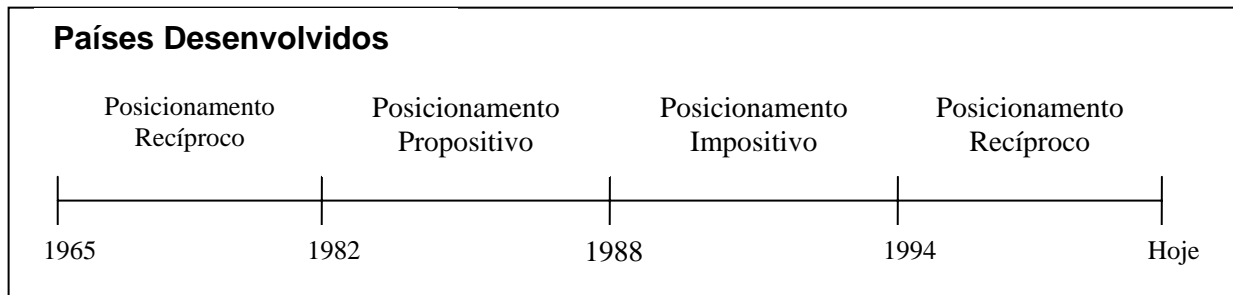 Países Desenvolvidos
Posicionamento Recíproco
Posicionamento Propositivo
Posicionamento Impositivo
Posicionamento Recíproco
1965 1982 1988 1994 Hoje